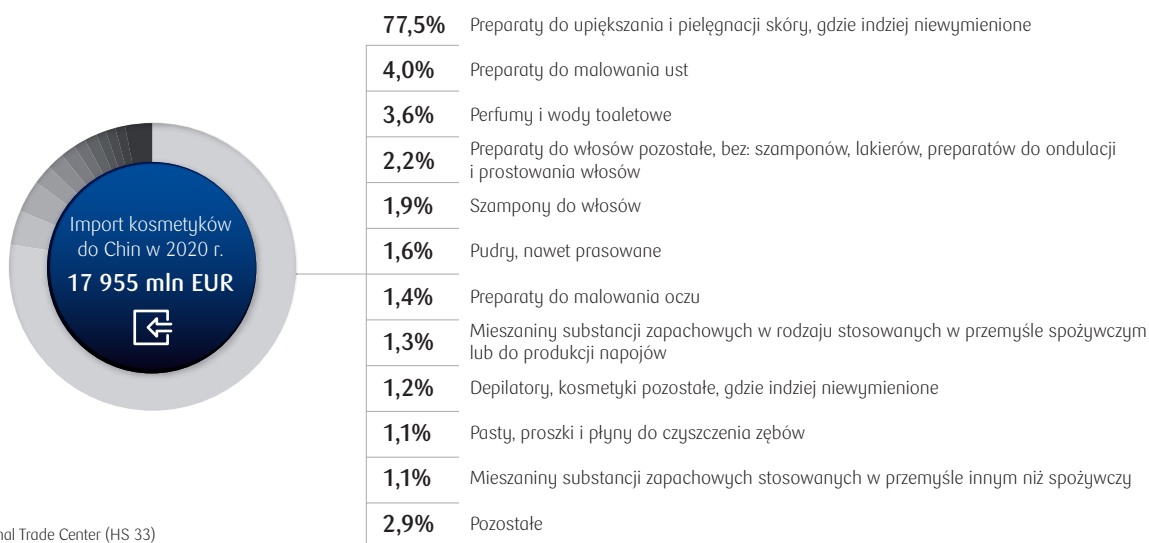 77,5% Preparaty do upiększania i pielęgnacji skóry, gdzie indziej niewymienione
4,0% Preparaty do malowania ust
3,6% Perfumy i wody toaletowe
2,2% Preparaty do włosów pozostałe, bez: szamponów, lakierów, preparatów do ondulacji
i prostowania włosów
1,9% Szampony do włosów
1,6% Pudry, nawet prasowane
1,4% Preparaty do malowania oczu
1,3% Mieszaniny substancji zapachowych w rodzaju stosowanych w przemyśle spożywczym
lub do produkcji napojów
1,2% Depilatory, kosmetyki pozostałe, gdzie indziej niewymienione
1,1% Pasty, proszki i płyny do czyszczenia zębów
1,1% Mieszaniny substancji zapachowych stosowanych w przemyśle innym niż spożywczy
2,9% Pozostałe
Import kosmetyków
do Chin w 2020 r.
17 955 mln EUR
Trade Center (HS 33)